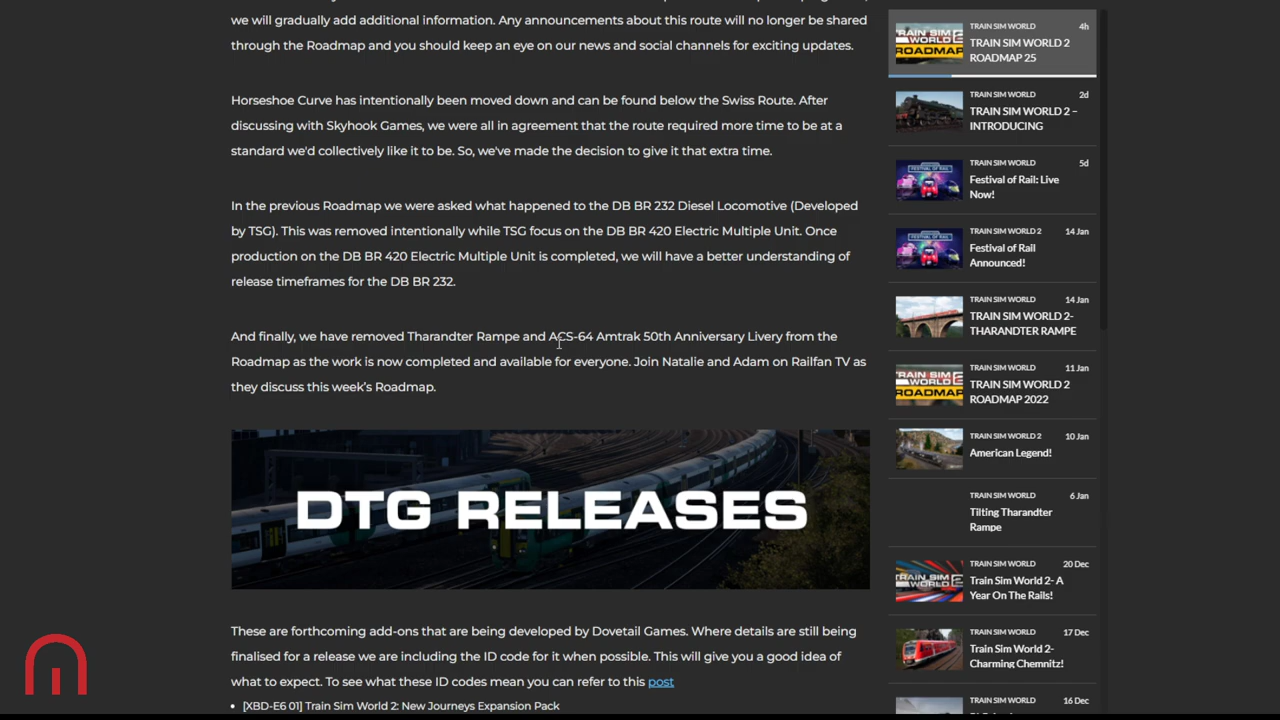 we will gradually add additional information. Any announcements about this route will no longer be shared
through the Roadmap and you should keep an eye on our news and social channels for exciting updates.
Horseshoe Curve has intentionally been moved down and can be found below the Swiss Route. After
discussing with Skyhook Games, we were all in agreement that the route required more time to be at a
standard we'd collectively like it to be. So, we've made the decision to give it that extra time.
In the previous Roadmap we were asked what happened to the DB BR 232 Diesel Locomotive (Developed
by TSG). This was removed intentionally while TSG focus on the DB BR 420 Electric Multiple Unit. Once
production on the DB BR 420 Electric Multiple Unit is completed, we will have a better understanding of
release timeframes for the DB BR 232.
And finally, we have removed Tharandter Rampe and ACS-64 Amtrak 50th Anniversary Livery from the
Roadmap as the work is now completed and available for everyone. Join Natalie and Adam on Railfan TV as
they discuss this week's Roadmap.
DTG RELEASES
These are forthcoming add-ons that are being developed by Dovetail Games. Where details are still being
finalised for a release we are including the ID code for it when possible. This will give you a good idea of
what to expect. To see what these ID codes mean you can refer to this post
• [XBD-E6 01] Train Sim World 2: New Journeys Expansion Pack
TRAIN SIM WORLD 4h
TRAIN SIM WORLD 2
ROADMAP 25
TRAIN SIM WORLD 2d
TRAIN SIM WORLD 2 –
INTRODUCING
TRAIN SIM WORLD 5d
Festival of Rail: Live
Now!
TRAIN SIM WORLD 2 14 Jan
Festival of Rail
Announced!
TRAIN SIM WORLD 14 Jan
TRAIN SIM WORLD 2-
THARANDTER RAMPE
TRAIN SIM WORLD 11 Jan
TRAIN SIM WORLD 2
ROADMAP 2022
TRAIN SIM WORLD 2 10 Jan
American Legend!
TRAIN SIM WORLD 6 Jan
Tilting Tharandter
Rampe
TRAIN SIM WORLD 20 Dec
Train Sim World 2- A
Year On The Rails!
TRAIN SIM WORLD 17 Dec
Train Sim World 2-
Charming Chemnitz!
TRAIN SIM WORLD 16 Dec